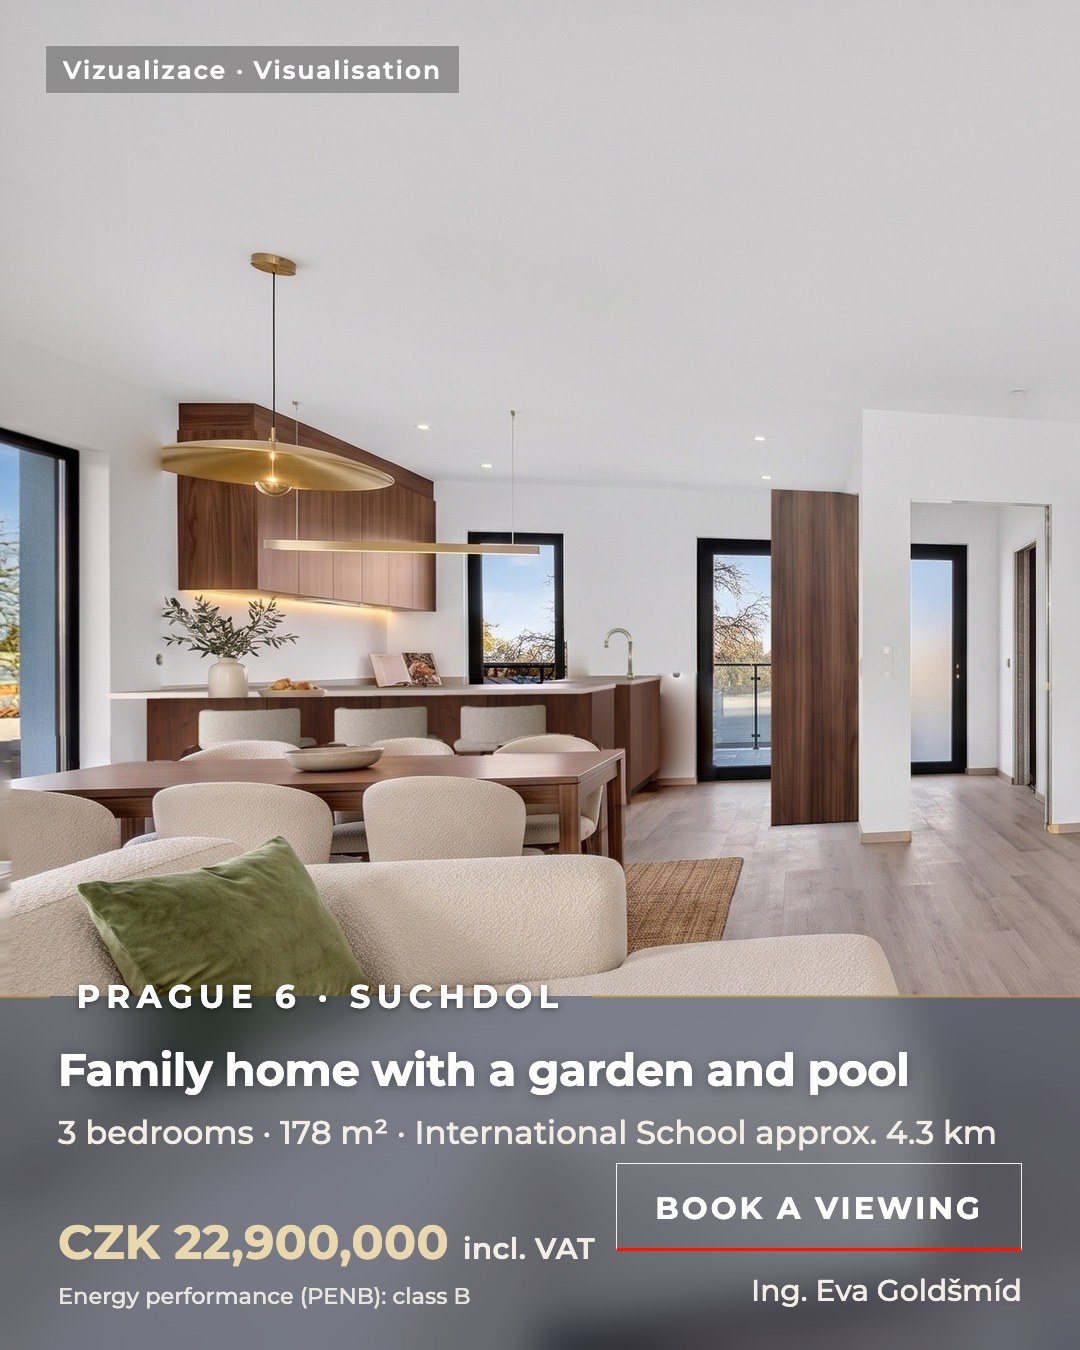 Vizualizace · Visualisation
PRAGUE 6 · SUCHDOL
Family home with a garden and pool
3 bedrooms · 178 m² · International School approx. 4.3 km
BOOK A VIEWING
CZK 22,900,000 incl. VAT
Energy performance (PENB): class B
Ing. Eva Goldšmíd